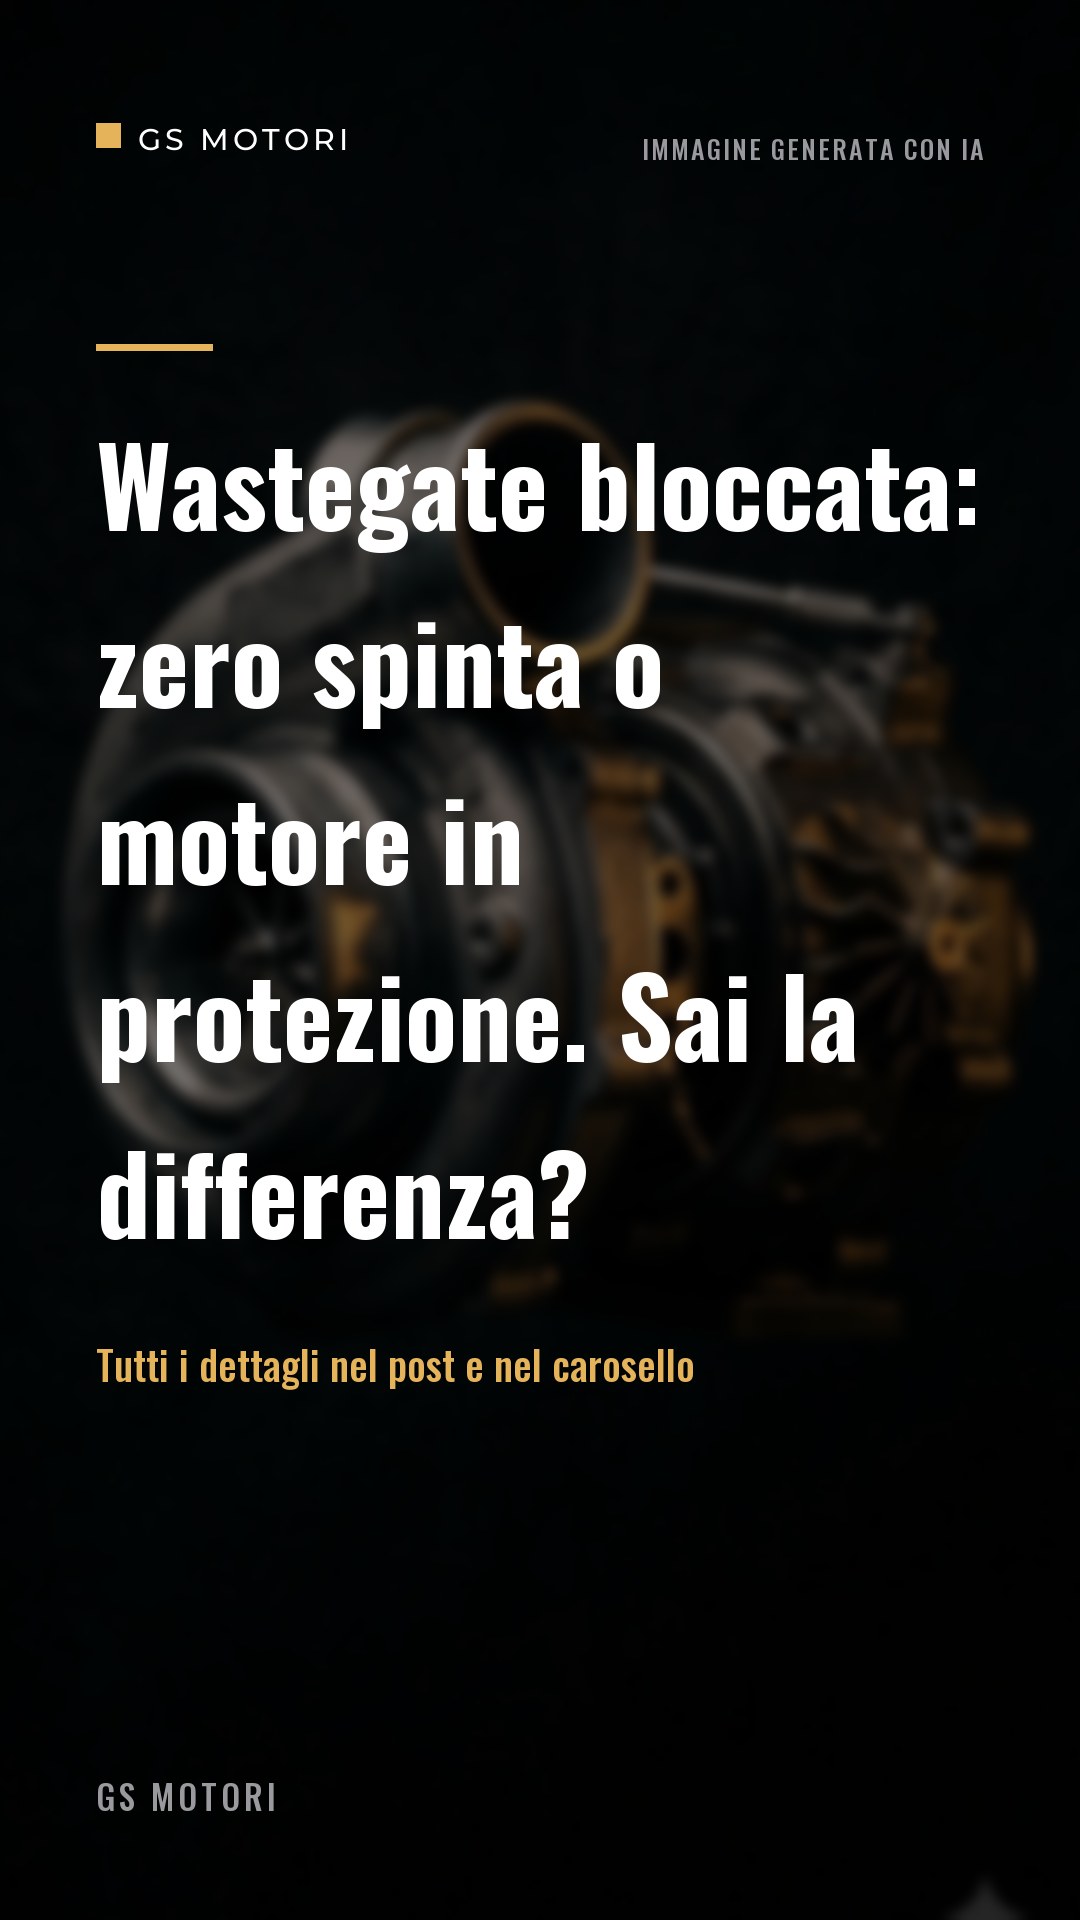 GS MOTORI
IMMAGINE GENERATA CON IA
Wastegate bloccata:
zero spinta o
motore in
protezione. Sai la
differenza?
Tutti i dettagli nel post e nel carosello
GS MOTORI